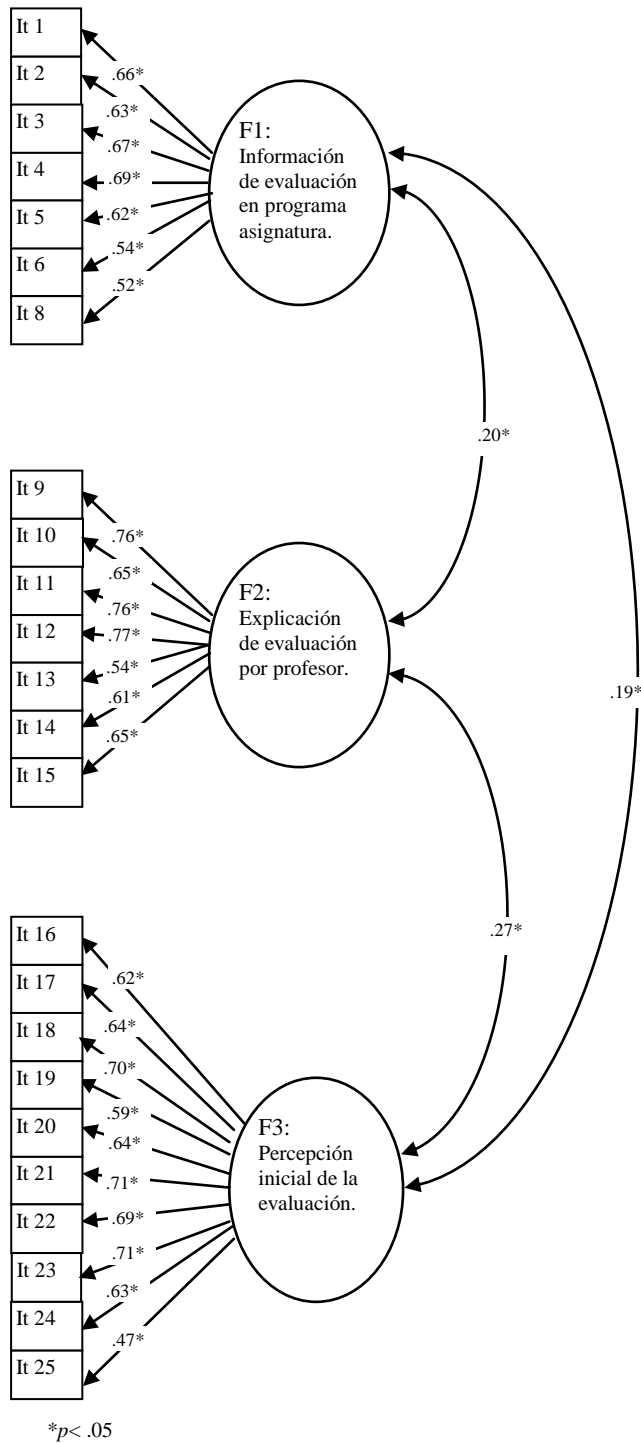 It 1
It 2
It 3
It 4
It 5
It 6
It 8
.66*
.63*
.67*
.69*
.62*
.54*
.52*
F1:
Información
de evaluación
en programa
asignatura.
.20*
It 9
It 10
It 11
It 12
It 13
It 14
It 15
.76*
.65*
.76*
.77*
.54*
.61*
.65*
F2:
Explicación
de evaluación
por profesor.
.19*
.27*
It 16
It 17
It 18
It 19
It 20
It 21
It 22
It 23
It 24
It 25
.62*
.64*
.70*
.59*
.64*
.71*
.69*
.71*
.63*
.47*
F3:
Percepción
inicial de la
evaluación.
*p< .05